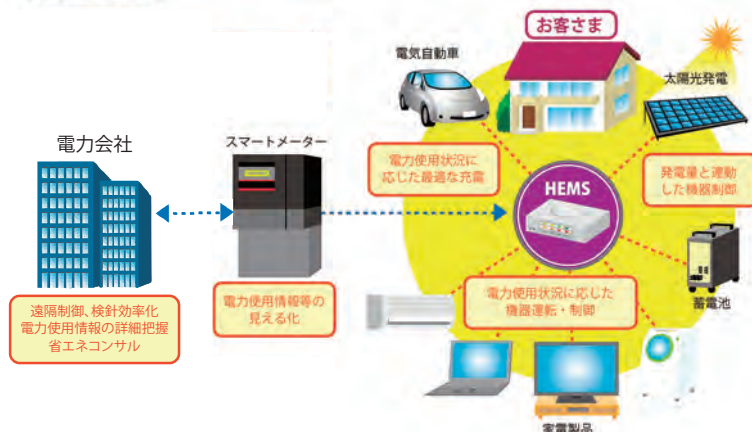 お客さま
電気自動車
太陽光発電
電力会社
スマートメーター
電力使用状況に
応じた最適な充電
HEMS
発電量と連動
した機器制御
遠隔制御、検針効率化
電力使用情報の詳細把握
省エネコンサル
電力使用情報等の
見える化
電力使用状況に応じた
機器運転・制御
蓄電池
家電製品